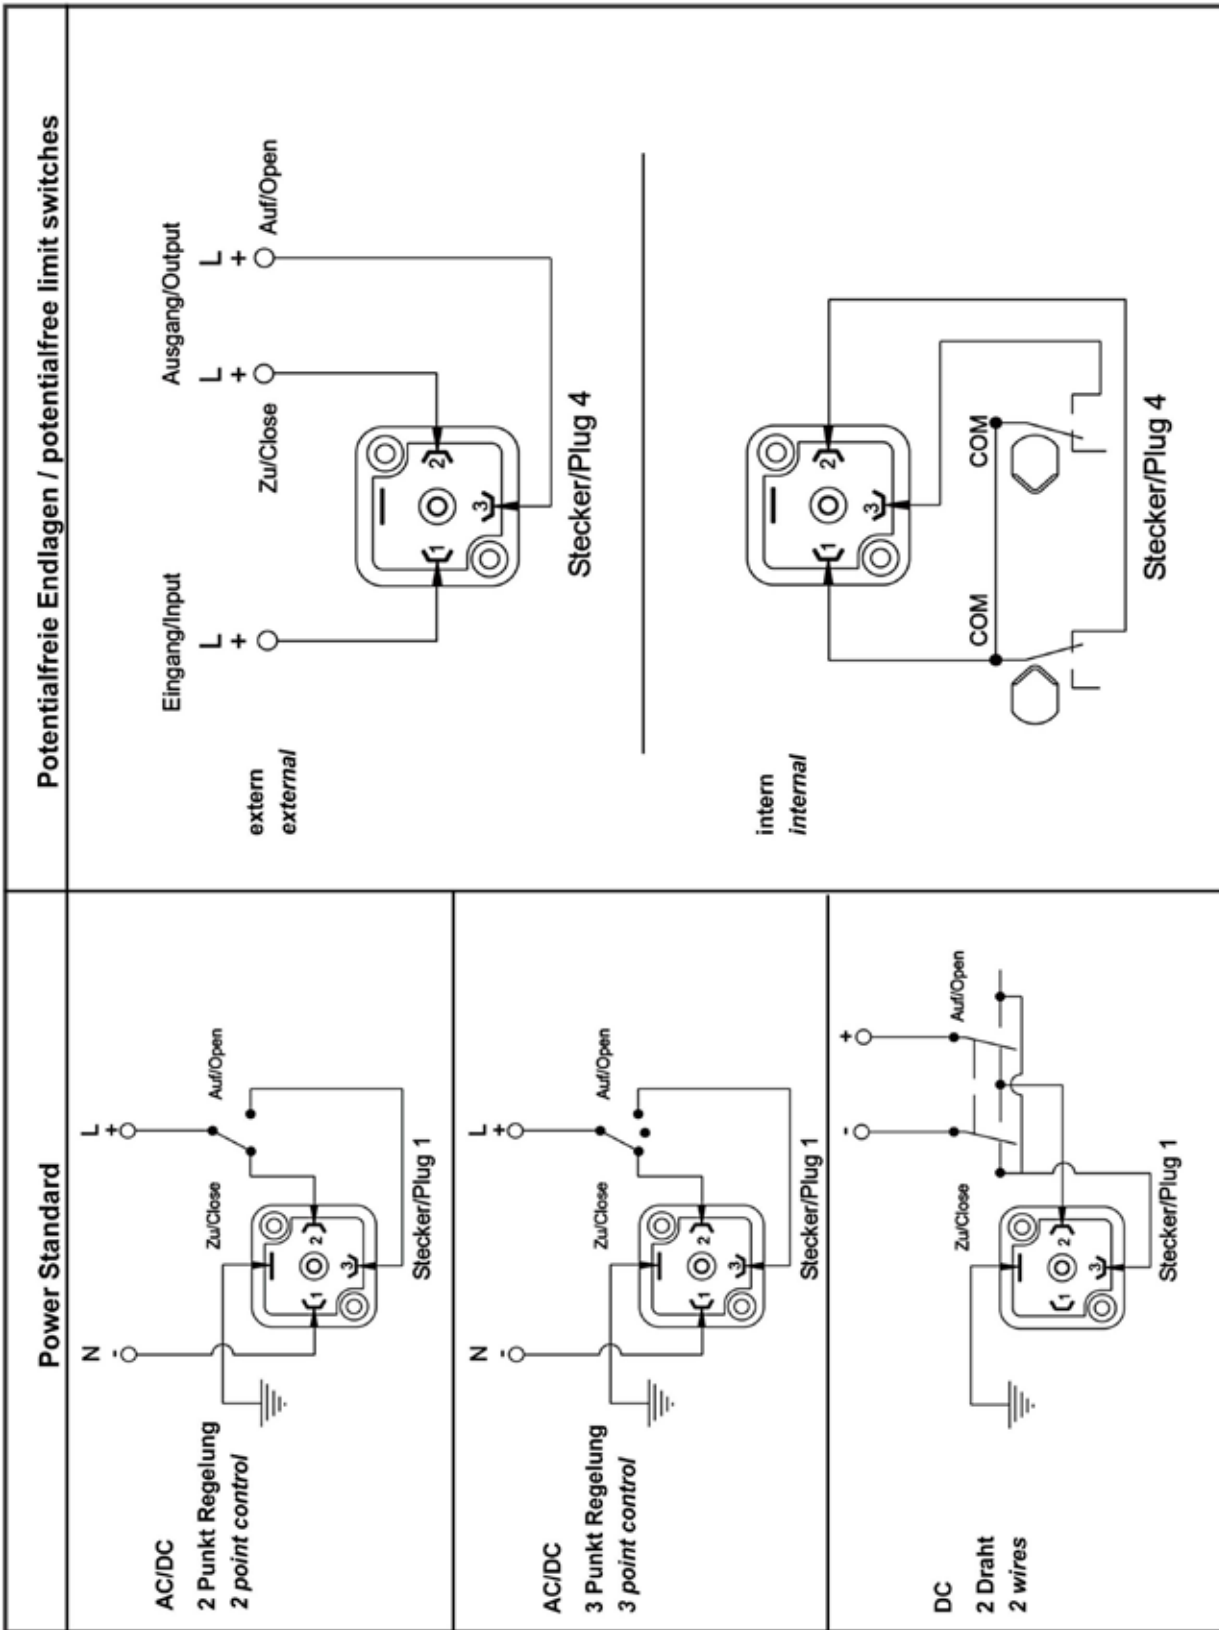 Power Standard
AC/DC
2 Punkt Regelung
2 point control
N
-
L
+
Zu/Close
Auf/Open
1
2
3
Stecker/Plug 1
AC/DC
3 Punkt Regelung
3 point control
N
-
L
+
Zu/Close
Auf/Open
1
2
3
Stecker/Plug 1
DC
2 Draht
2 wires
-
+
Zu/Close
Auf/Open
1
2
3
Stecker/Plug 1
Potentialfreie Endlagen / potentialfree limit switches
extern
external
Eingang/Input
Ausgang/Output
L
L
L
+
+
+
Zu/Close
Auf/Open
1
2
3
Stecker/Plug 4
intern
internal
1
2
3
COM
COM
Stecker/Plug 4